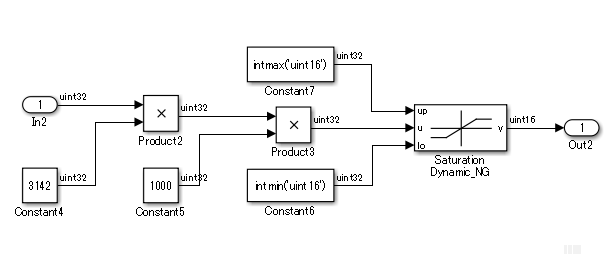 intmax('uint16')
uint32
Constant7
1
uint32
In2
×
uint32
Product2
×
uint32
Product3
up
u
lo
y
uint16
Saturation
Dynamic_NG
1
Out2
3142
uint32
Constant4
1000
uint32
Constant5
intmin('uint16')
uint32
Constant6